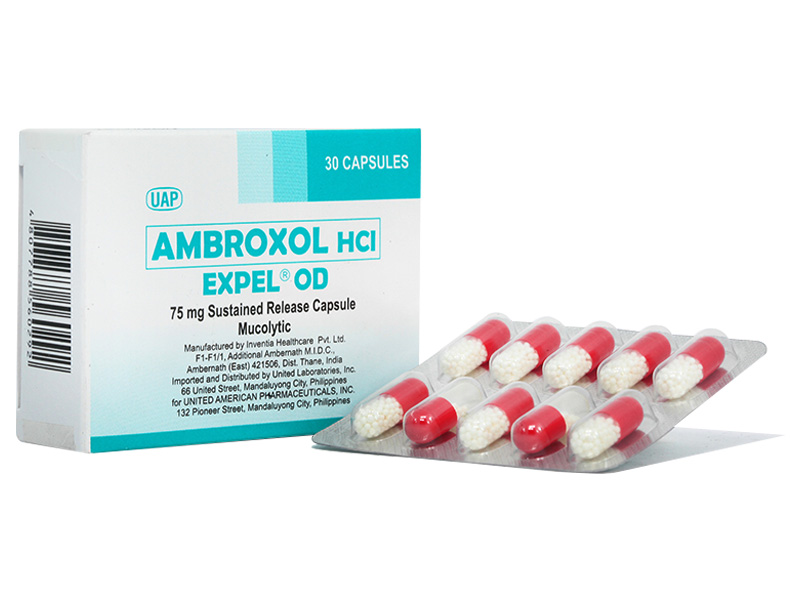 30 CAPSULES
UAP
AMBROXOL HCl
EXPEL® OD
75 mg Sustained Release Capsule
Mucolytic
Manufactured by Inventia Healthcare Pvt. Ltd.
F1-F1/1, Additional Ambernath M.I.D.C.,
Ambernath (East) 421506, Dist. Thane, India
Imported and Distributed by United Laboratories, Inc.
66 United Street, Mandaluyong City, Philippines
for UNITED AMERICAN PHARMACEUTICALS, INC.
132 Pioneer Street, Mandaluyong City, Philippines